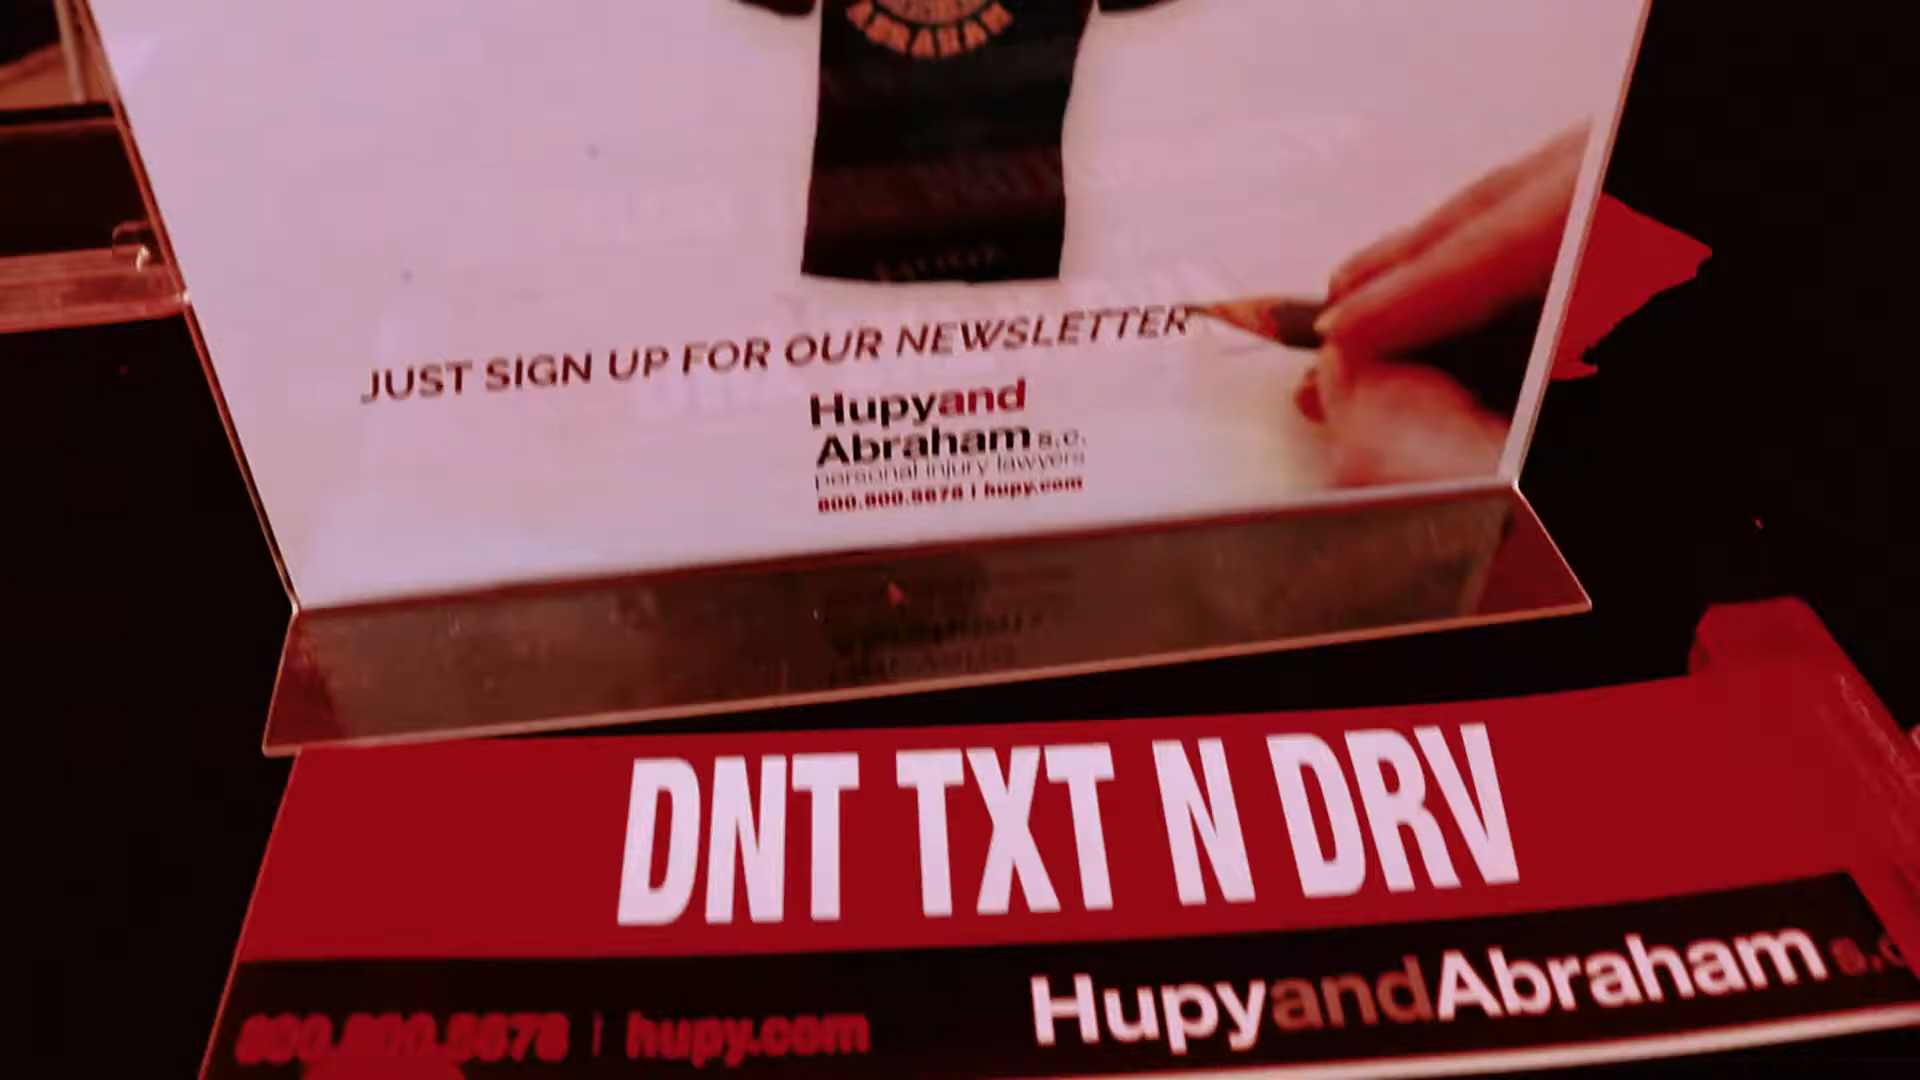 ABRAHAM
JUST SIGN UP FOR OUR NEWSLETTER
Hupyand
Abraham s.c.
personal injury lawyers
800.800.5678 | hupy.com
DNT TXT N DRV
HupyandAbraham s.c
800.800.5678 | hupy.com